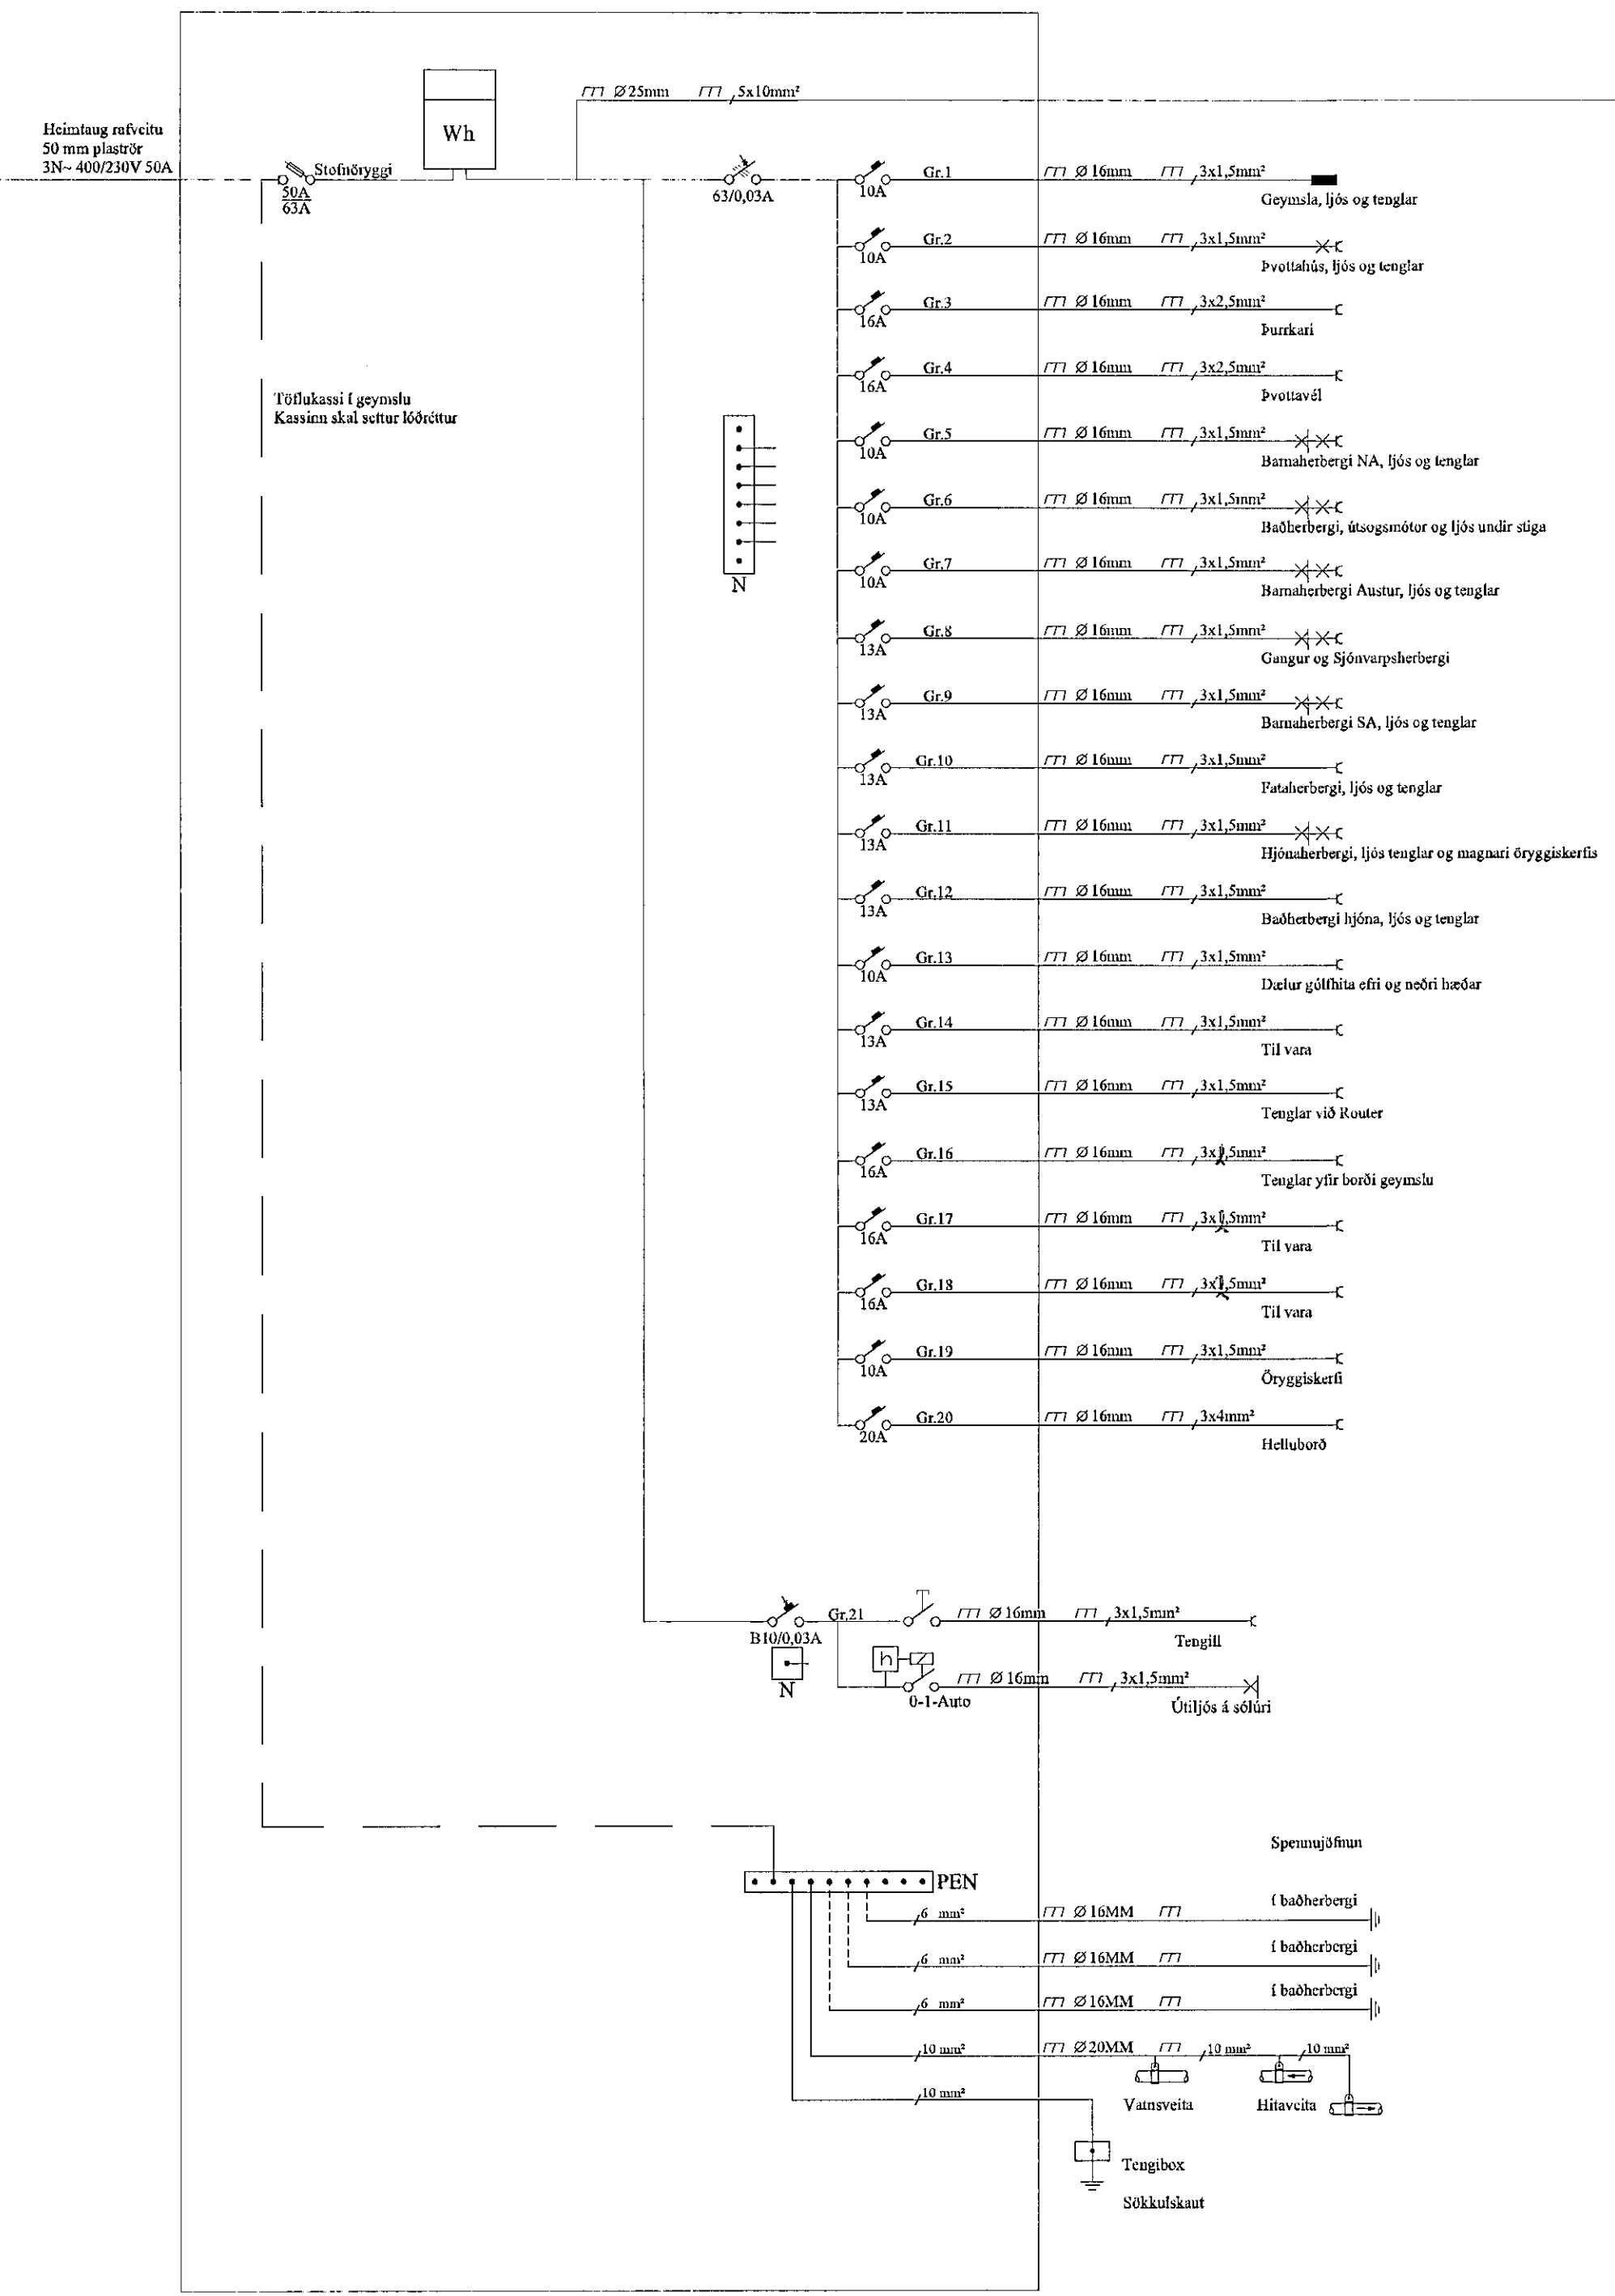 Heimtaug rafveitu
50 mm plaströr
3N~ 400/230V 50A
Stofnöryggi
50A
63A
Wh
Ø25mm 5x10mm²
63/0,03A
Töflukassi í geymslu
Kassinn skal settur lóðréttur
N
Gr.1 Ø16mm 3x1,5mm²
10A
Geymsla, ljós og tenglar
Gr.2 Ø16mm 3x1,5mm²
10A
Þvottahús, ljós og tenglar
Gr.3 Ø16mm 3x2,5mm²
16A
Þurrkari
Gr.4 Ø16mm 3x2,5mm²
16A
Þvottavél
Gr.5 Ø16mm 3x1,5mm²
10A
Barnaherbergi NA, ljós og tenglar
Gr.6 Ø16mm 3x1,5mm²
10A
Baðherbergi, útsogsmótor og ljós undir stiga
Gr.7 Ø16mm 3x1,5mm²
10A
Barnaherbergi Austur, ljós og tenglar
Gr.8 Ø16mm 3x1,5mm²
13A
Gangur og Sjónvarpsherbergi
Gr.9 Ø16mm 3x1,5mm²
13A
Barnaherbergi SA, ljós og tenglar
Gr.10 Ø16mm 3x1,5mm²
13A
Fataherbergi, ljós og tenglar
Gr.11 Ø16mm 3x1,5mm²
13A
Hjónaherbergi, ljós tenglar og magnari öryggiskerfis
Gr.12 Ø16mm 3x1,5mm²
13A
Baðherbergi hjóna, ljós og tenglar
Gr.13 Ø16mm 3x1,5mm²
10A
Dælur gólfhita efri og neðri hæðar
Gr.14 Ø16mm 3x1,5mm²
13A
Til vara
Gr.15 Ø16mm 3x1,5mm²
13A
Tenglar við Router
Gr.16 Ø16mm
16A
Tenglar yfir borði geymslu
Gr.17 Ø16mm
16A
Til vara
Gr.18 Ø16mm
16A
Til vara
Gr.19 Ø16mm 3x1,5mm²
10A
Öryggiskerfi
Gr.20 Ø16mm 3x4mm²
20A
Helluborð
Gr.21 Ø16mm 3x1,5mm²
B10/0,03A
Tengill
N
h
Ø16mm 3x1,5mm²
0-1-Auto
Útiljós á sólúri
Spennujöfnun
PEN
í baðherbergi
6 mm² Ø16MM
í baðherbergi
6 mm² Ø16MM
í baðherbergi
6 mm² Ø16MM
10 mm² Ø20MM 10 mm² 10 mm²
10 mm²
Vatnsveita Hitaveita
Tengibox
Sökkulskaut